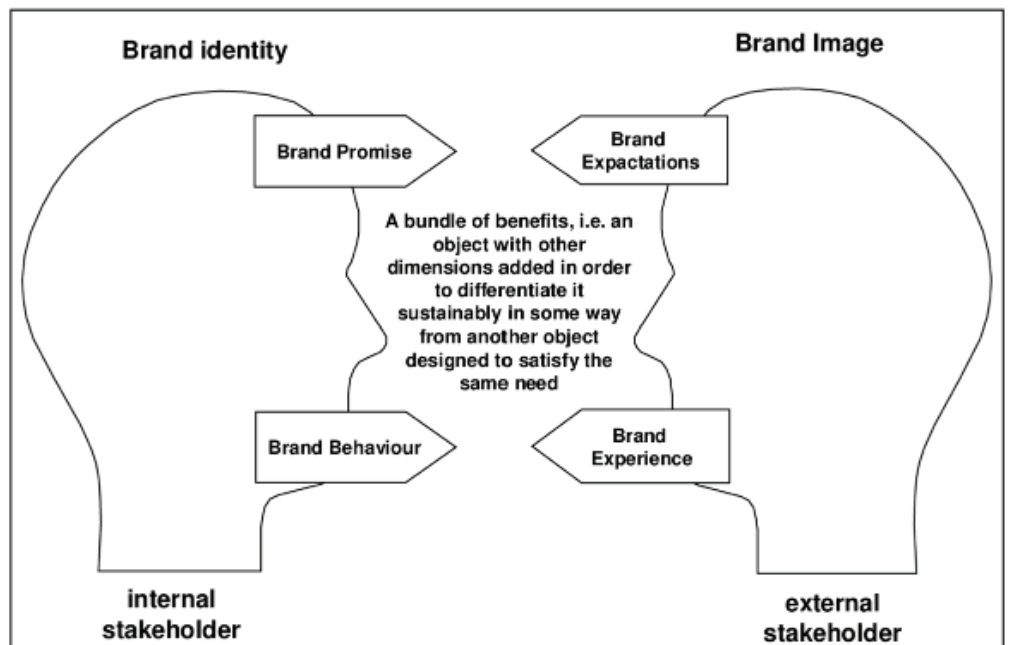 Brand identity
Brand Image
Brand Promise
Brand
Expactations
A bundle of benefits, i.e. an
object with other
dimensions added in order
to differentiate it
sustainably in some way
from another object
designed to satisfy the
same need
Brand Behaviour
Brand
Experience
internal
stakeholder
external
stakeholder